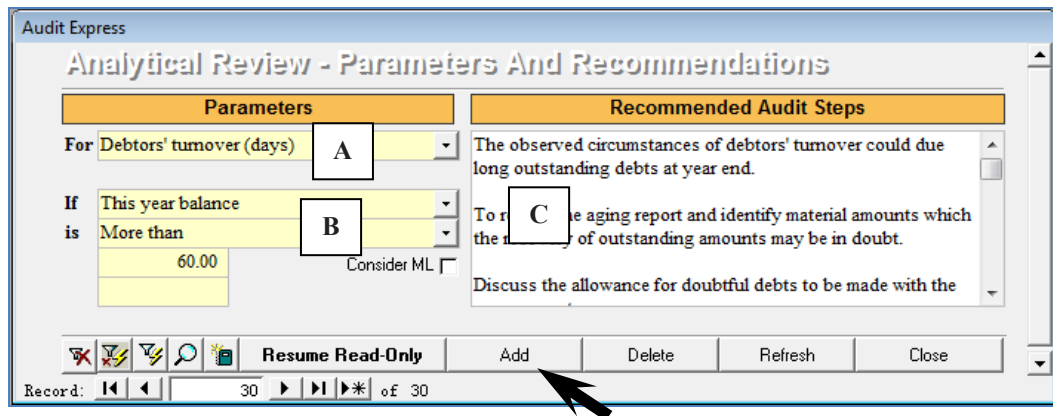 Audit Express
Analytical Review - Parameters And Recommendations
Parameters
Recommended Audit Steps
For Debtors' turnover (days)
A
If This year balance
is More than
B
60.00
Consider ML
The observed circumstances of debtors' turnover could due
long outstanding debts at year end.
C
To aging report and identify material amounts which
the of outstanding amounts may be in doubt.
Discuss the allowance for doubtful debts to be made with the
Resume Read-Only
Add
Delete
Refresh
Close
Record: 30 of 30